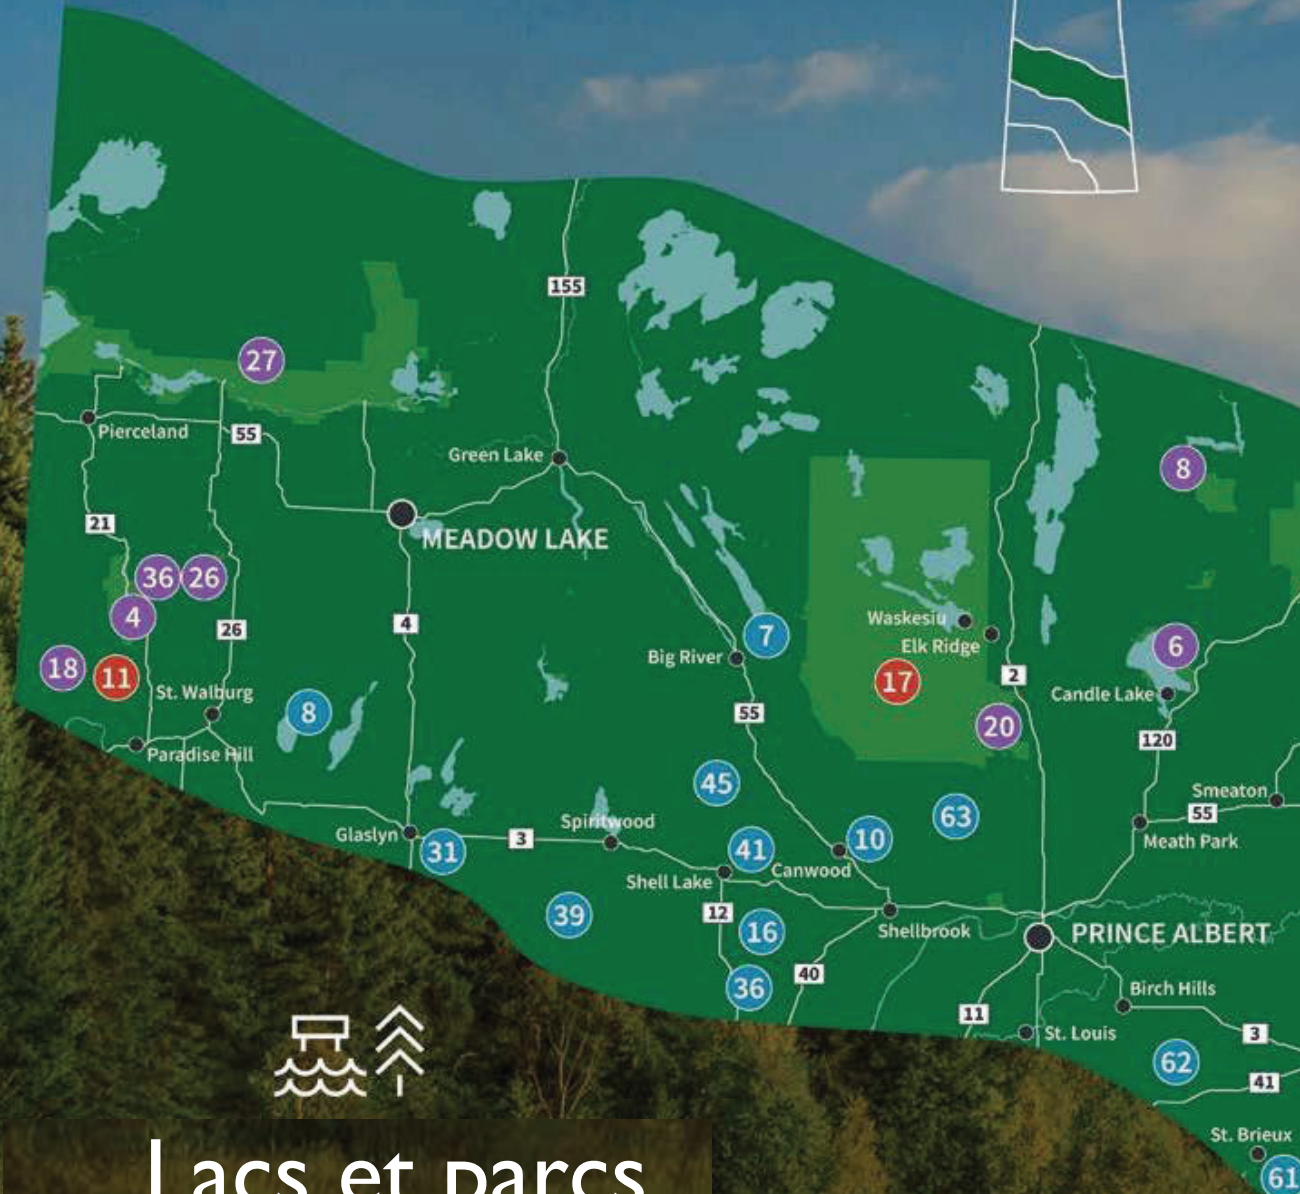 155
27
Pierceland
55
Green Lake
8
21
MEADOW LAKE
36
26
4
26
4
7
Waskesiu
Elk Ridge
6
18
11
Big River
17
2
St. Walburg
Candle Lake
8
55
20
120
Paradise Hill
45
Smeaton
55
63
Spiritwood
Glaslyn
3
31
41
10
Meath Park
Canwood
Shell Lake
39
12
16
Shellbrook
PRINCE ALBERT
40
36
Birch Hills
11
St. Louis
3
62
41
St. Brieux
61
Lacs et parcs